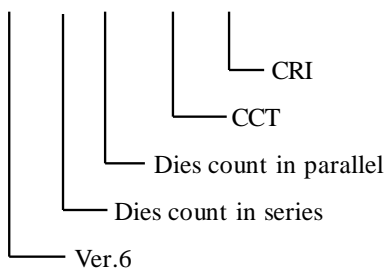 CRI
CCT
Dies count in parallel
Dies count in series
Ver.6